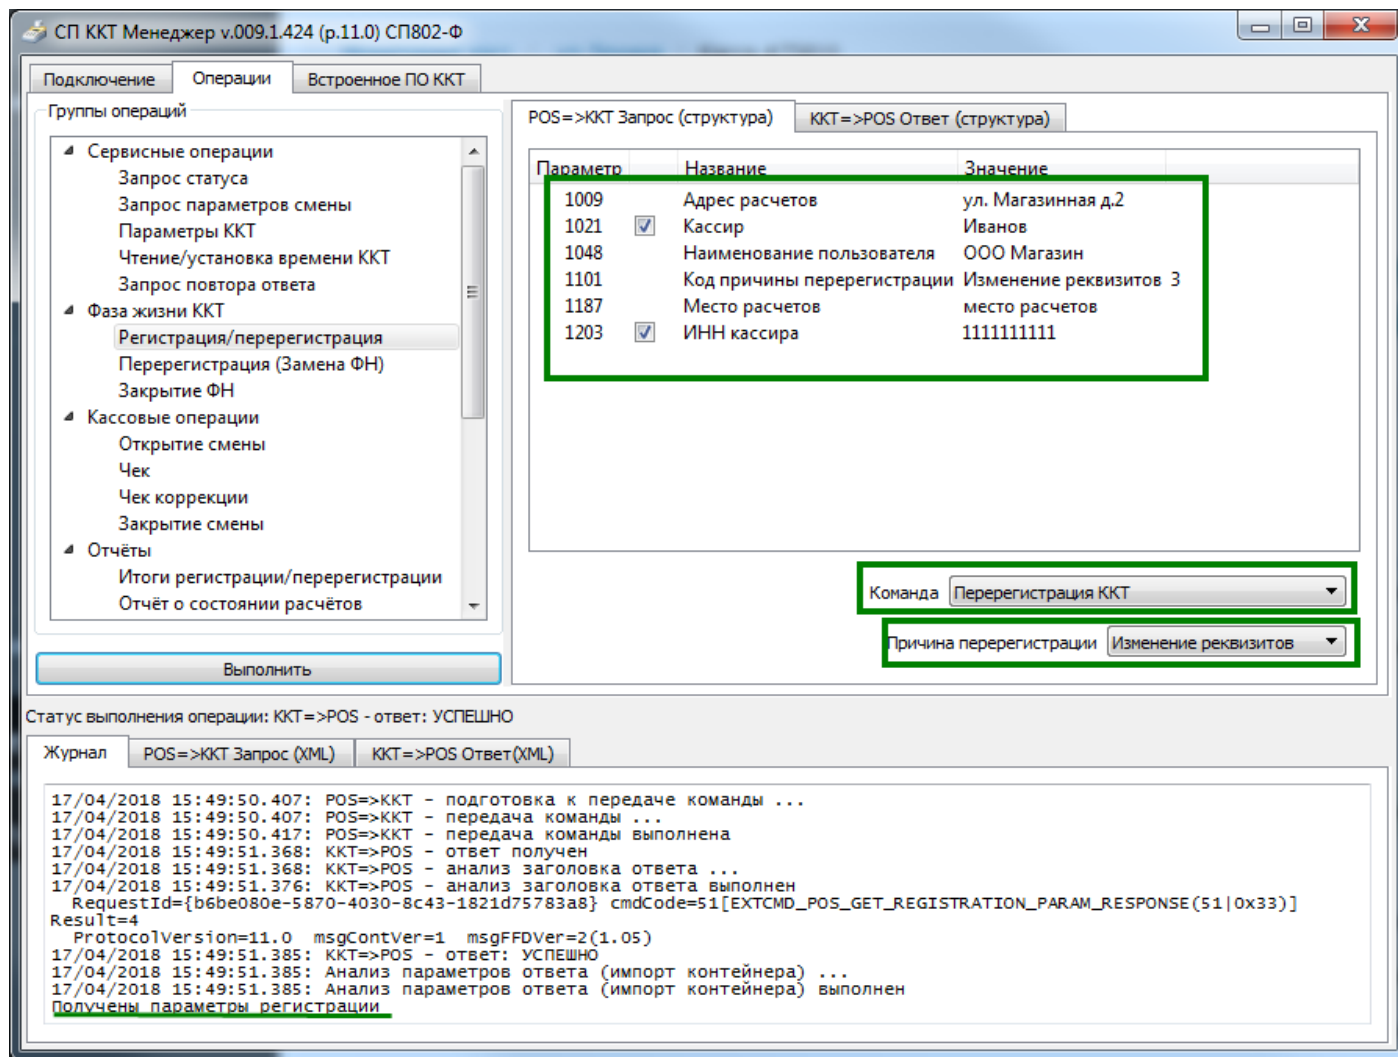 СП ККТ Менеджер v.009.1.424 (р.11.0) СП802-Ф
Подключение Операции Встроенное ПО ККТ
Группы операций
Сервисные операции
Запрос статуса
Запрос параметров смены
Параметры ККТ
Чтение/установка времени ККТ
Запрос повтора ответа
Фаза жизни ККТ
Регистрация/перерегистрация
Перерегистрация (Замена ФН)
Закрытие ФН
Кассовые операции
Открытие смены
Чек
Чек коррекции
Закрытие смены
Отчёты
Итоги регистрации/перерегистрации
Отчёт о состоянии расчётов
Выполнить
POS=>ККТ Запрос (структура) ККТ=>POS Ответ (структура)
Параметр Название Значение
1009 Адрес расчетов ул. Магазинная д.2
1021 Кассир Иванов
1048 Наименование пользователя ООО Магазин
1101 Код причины перерегистрации Изменение реквизитов 3
1187 Место расчетов место расчетов
1203 ИНН кассира 1111111111
Команда Перерегистрация ККТ
Причина перерегистрации Изменение реквизитов
Статус выполнения операции: ККТ=>POS - ответ: УСПЕШНО
Журнал POS=>ККТ Запрос (XML) ККТ=>POS Ответ(XML)
17/04/2018 15:49:50.407: POS=>ККТ - подготовка к передаче команды ...
17/04/2018 15:49:50.407: POS=>ККТ - передача команды ...
17/04/2018 15:49:50.417: POS=>ККТ - передача команды выполнена
17/04/2018 15:49:51.368: ККТ=>POS - ответ получен
17/04/2018 15:49:51.368: ККТ=>POS - анализ заголовка ответа ...
17/04/2018 15:49:51.376: ККТ=>POS - анализ заголовка ответа выполнен
RequestId={b6be080e-5870-4030-8c43-1821d75783a8} cmdCode=51[EXTCMD_POS_GET_REGISTRATION_PARAM_RESPONSE(51|0x33)]
Result=4
ProtocolVersion=11.0 msgContVer=1 msgFFDVer=2(1.05)
17/04/2018 15:49:51.385: ККТ=>POS - ответ: УСПЕШНО
17/04/2018 15:49:51.385: Анализ параметров ответа (импорт контейнера) ...
17/04/2018 15:49:51.385: Анализ параметров ответа (импорт контейнера) выполнен
Получены параметры регистрации